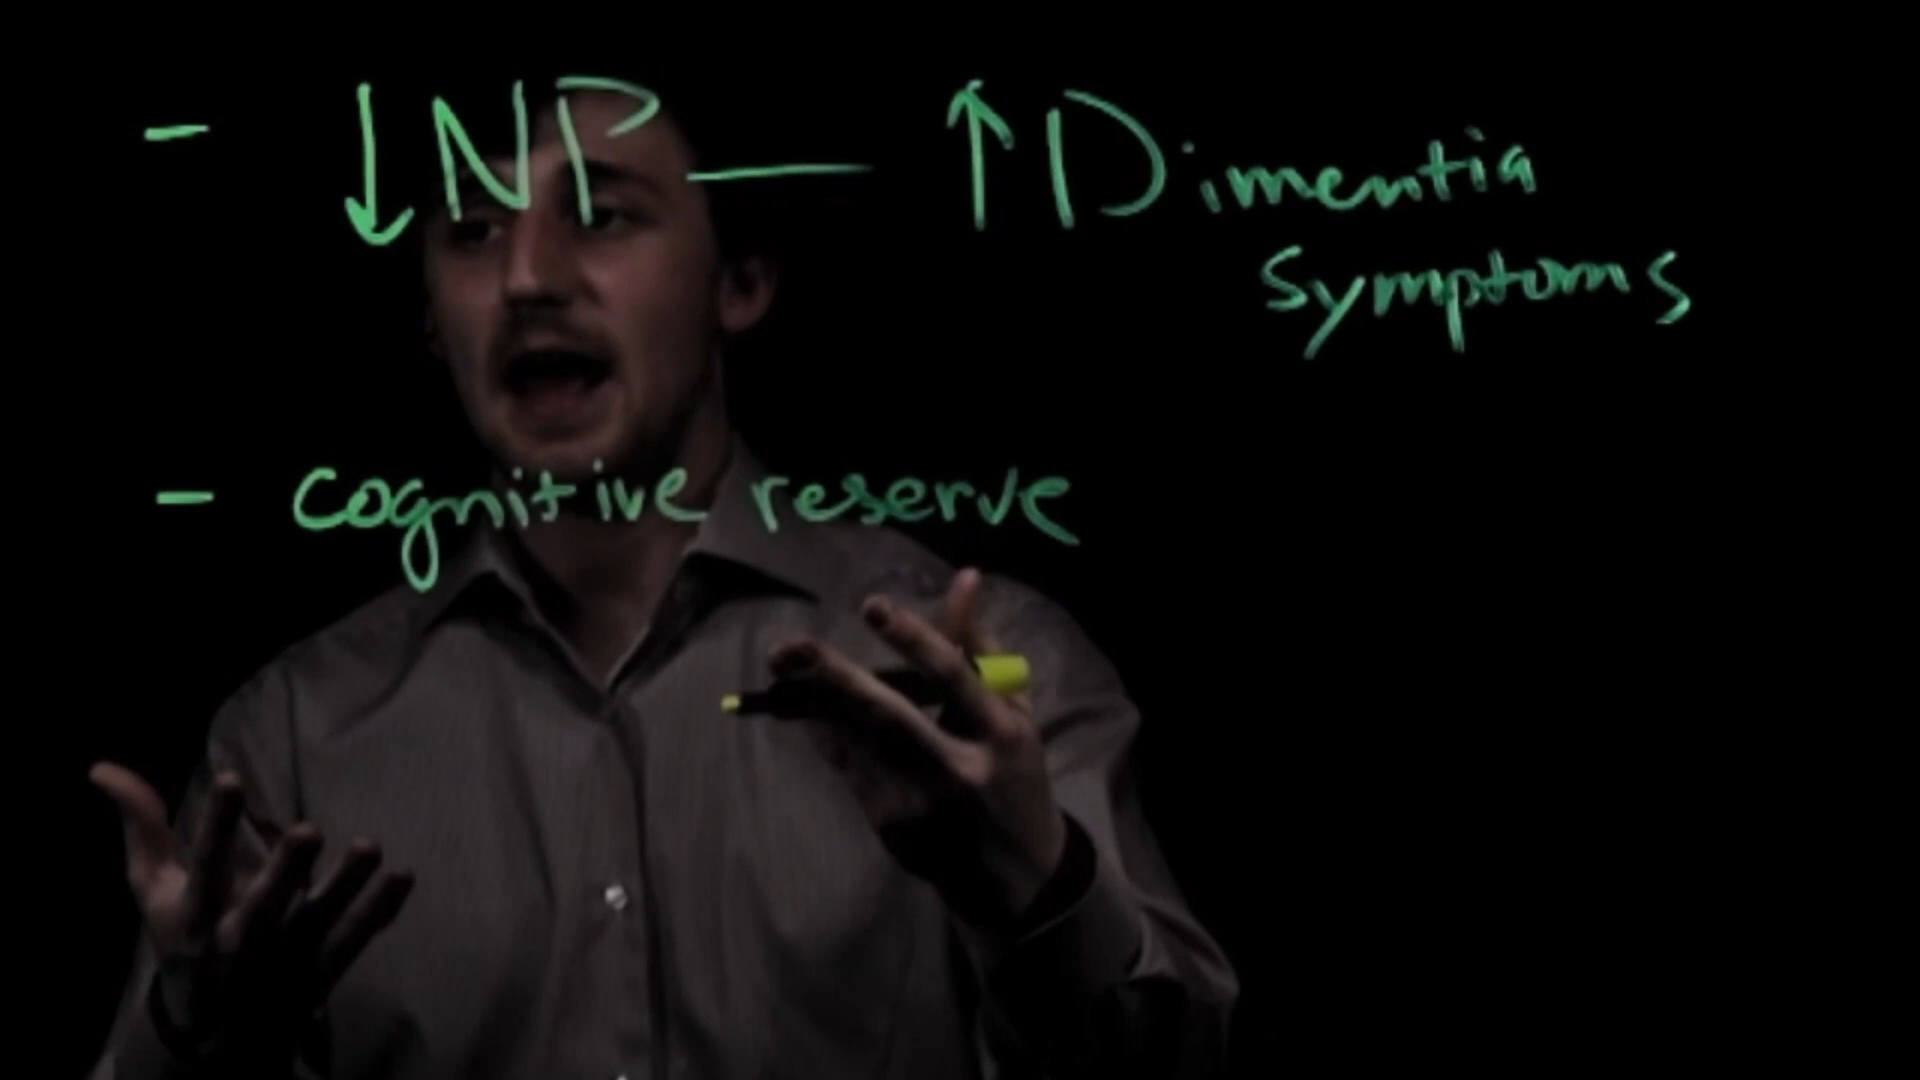 - ↓NP — ↑Dimentia
symptoms
- cognitive reserve